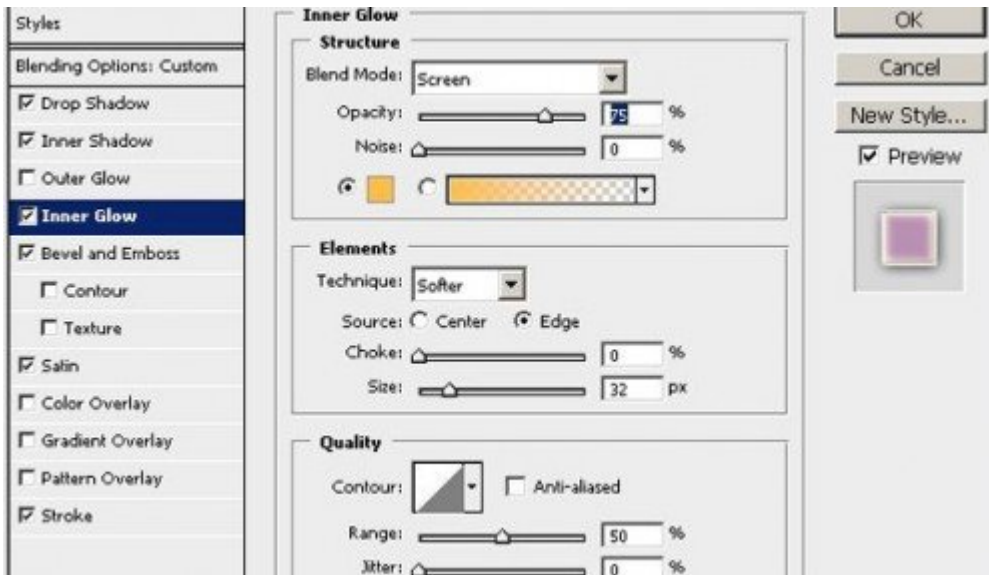 Styles
Blending Options: Custom
Drop Shadow
Inner Shadow
Outer Glow
Inner Glow
Bevel and Emboss
Contour
Texture
Satin
Color Overlay
Gradient Overlay
Pattern Overlay
Stroke
Inner Glow
Structure
Blend Mode: Screen
Opacity: 75 %
Noise: 0 %
Elements
Technique: Softer
Source: Center Edge
Choke: 0 %
Size: 32 px
Quality
Contour: Anti-aliased
Range: 50 %
Jitter: 0 %
OK
Cancel
New Style...
Preview